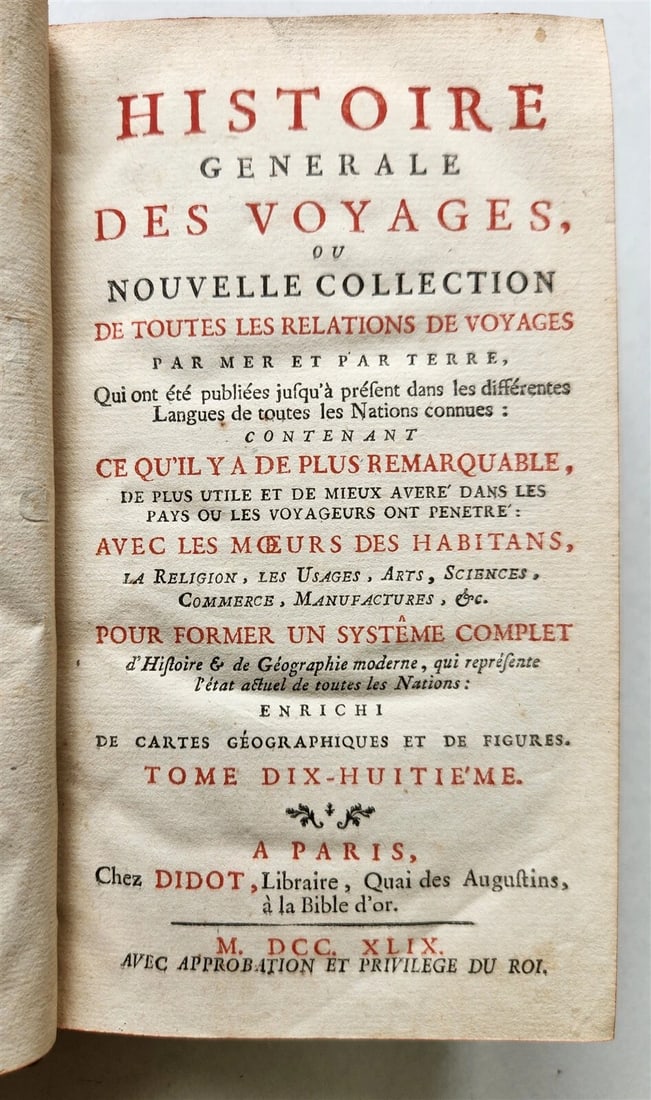 HISTOIRE
GENERALE
DES VOYAGES,
OU
NOUVELLE COLLECTION
DE TOUTES LES RELATIONS DE VOYAGES
PAR MER ET PAR TERRE,
Qui ont été publiées juſqu'à préſent dans les différentes
Langues de toutes les Nations connues :
CONTENANT
CE QU'IL Y A DE PLUS REMARQUABLE,
DE PLUS UTILE ET DE MIEUX AVERE' DANS LES
PAYS OU LES VOYAGEURS ONT PENETRE':
AVEC LES MŒURS DES HABITANS,
LA RELIGION, LES USAGES, ARTS, SCIENCES,
COMMERCE, MANUFACTURES, &c.
POUR FORMER UN SYSTÊME COMPLET
d'Hiſtoire & de Géographie moderne, qui repréſente
l'état actuel de toutes les Nations :
ENRICHI
DE CARTES GÉOGRAPHIQUES ET DE FIGURES.
TOME DIX-HUITIE'ME.
A PARIS,
Chez DIDOT, Libraire, Quai des Auguſtins,
à la Bible d'or.
M. DCC. XLIX.
AVEC APPROBATION ET PRIVILEGE DU ROI.